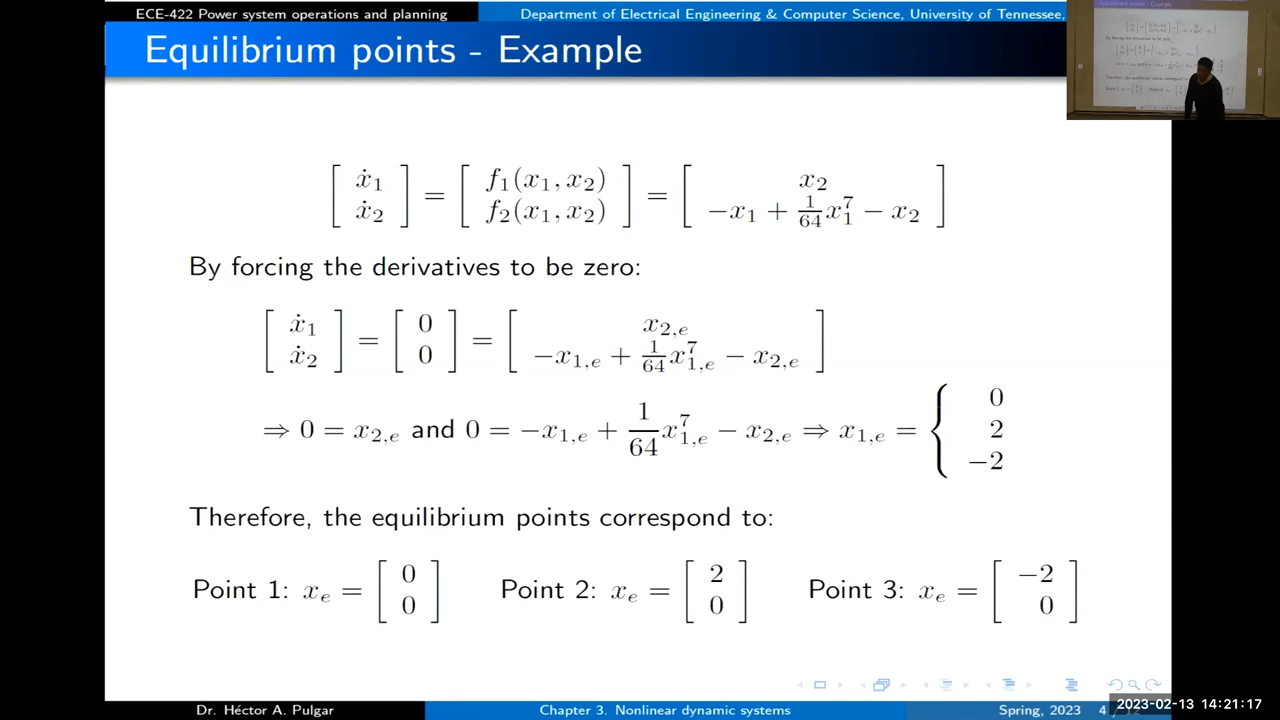 ECE-422 Power system operations and planning
Department of Electrical Engineering & Computer Science, University of Tennessee,
Equilibrium points - Example
[ ẋ1 ; ẋ2 ] = [ f1(x1, x2) ; f2(x1, x2) ] = [ x2 ; −x1 + 1/64 x1^7 − x2 ]
By forcing the derivatives to be zero:
[ ẋ1 ; ẋ2 ] = [ 0 ; 0 ] = [ x2,e ; −x1,e + 1/64 x1,e^7 − x2,e ]
⇒ 0 = x2,e and 0 = −x1,e + 1/64 x1,e^7 − x2,e ⇒ x1,e = { 0 ; 2 ; −2
Therefore, the equilibrium points correspond to:
Point 1: xe = [ 0 ; 0 ] Point 2: xe = [ 2 ; 0 ] Point 3: xe = [ −2 ; 0 ]
Dr. Héctor A. Pulgar
Chapter 3. Nonlinear dynamic systems
Spring, 2023
4 /
2023-02-13 14:21:17